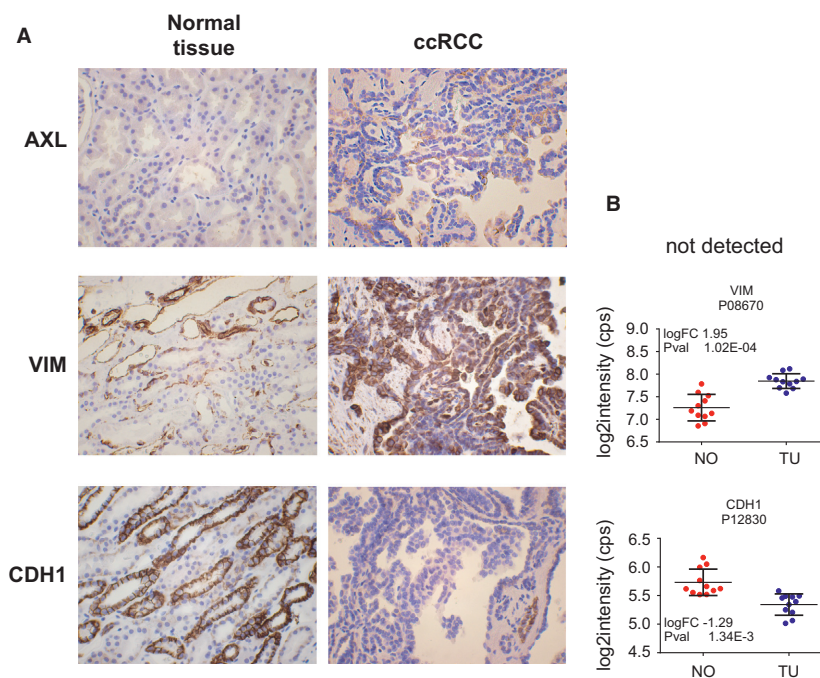 A
Normal
tissue
ccRCC
AXL
VIM
CDH1
B
not detected
VIM
P08670
log2intensity (cps)
9.0
8.5
8.0
7.5
7.0
6.5
logFC 1.95
Pval 1.02E-04
NO
TU
CDH1
P12830
log2intensity (cps)
6.5
6.0
5.5
5.0
4.5
logFC -1.29
Pval 1.34E-3
NO
TU